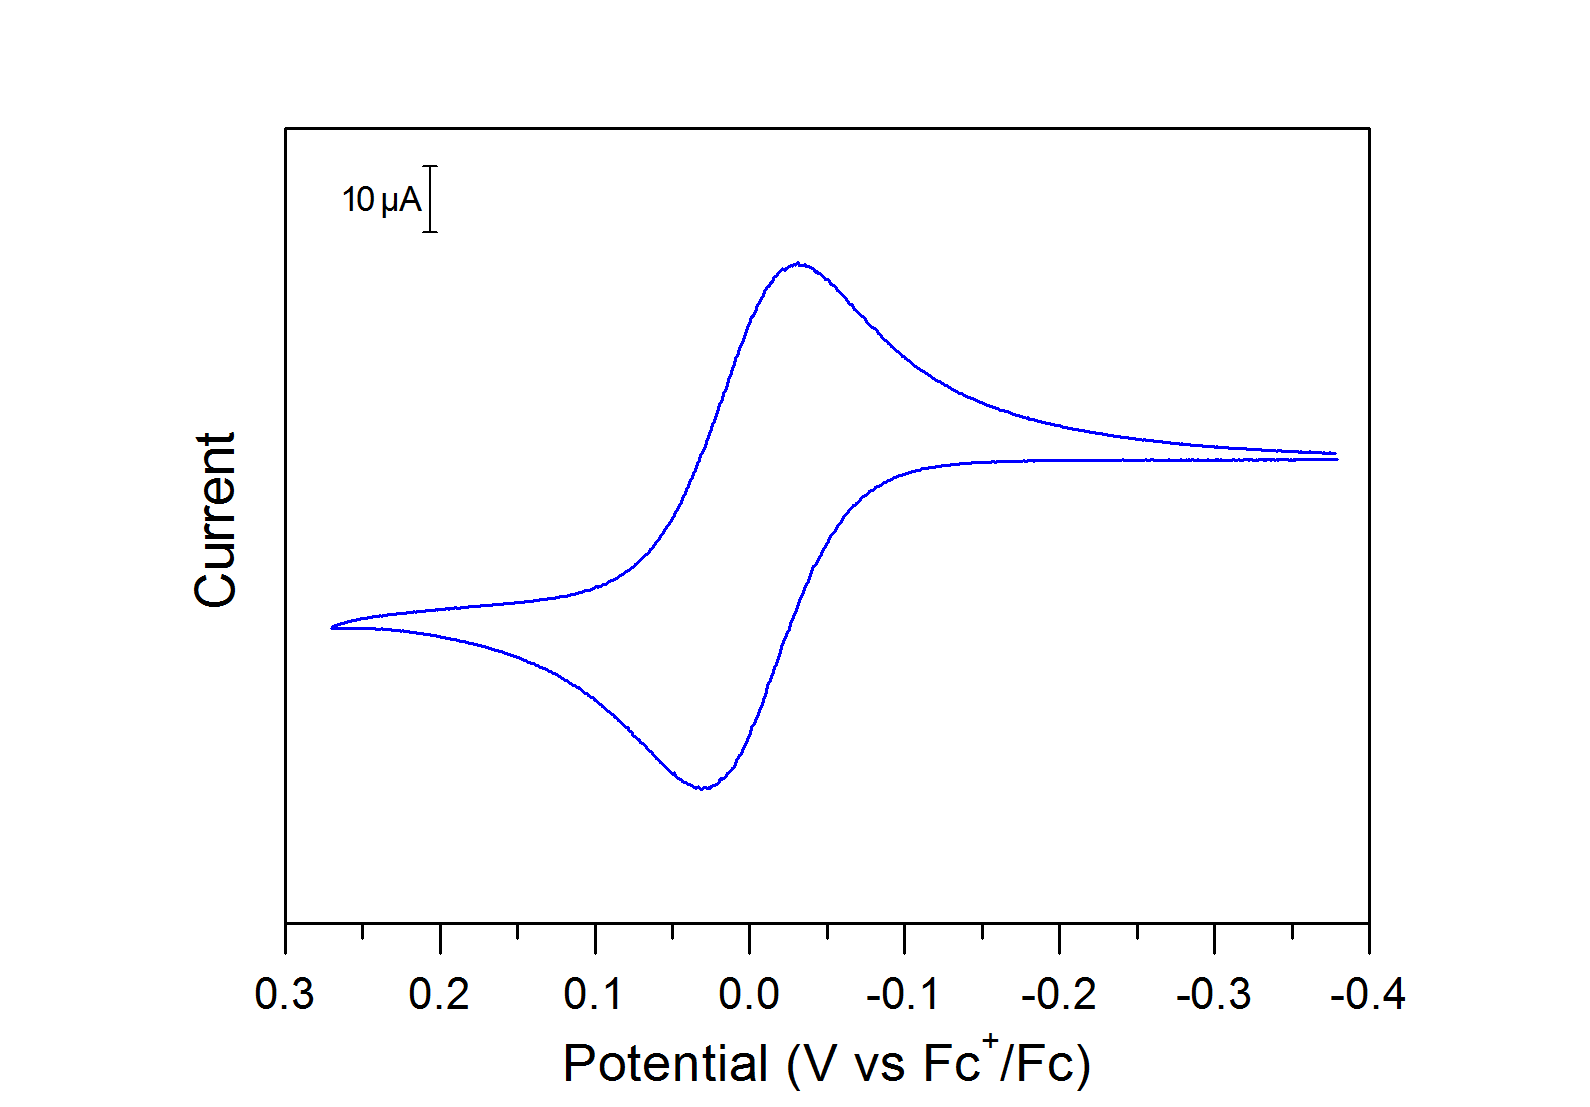 10 µA
Current
0.3 0.2 0.1 0.0 -0.1 -0.2 -0.3 -0.4
Potential (V vs Fc⁺/Fc)